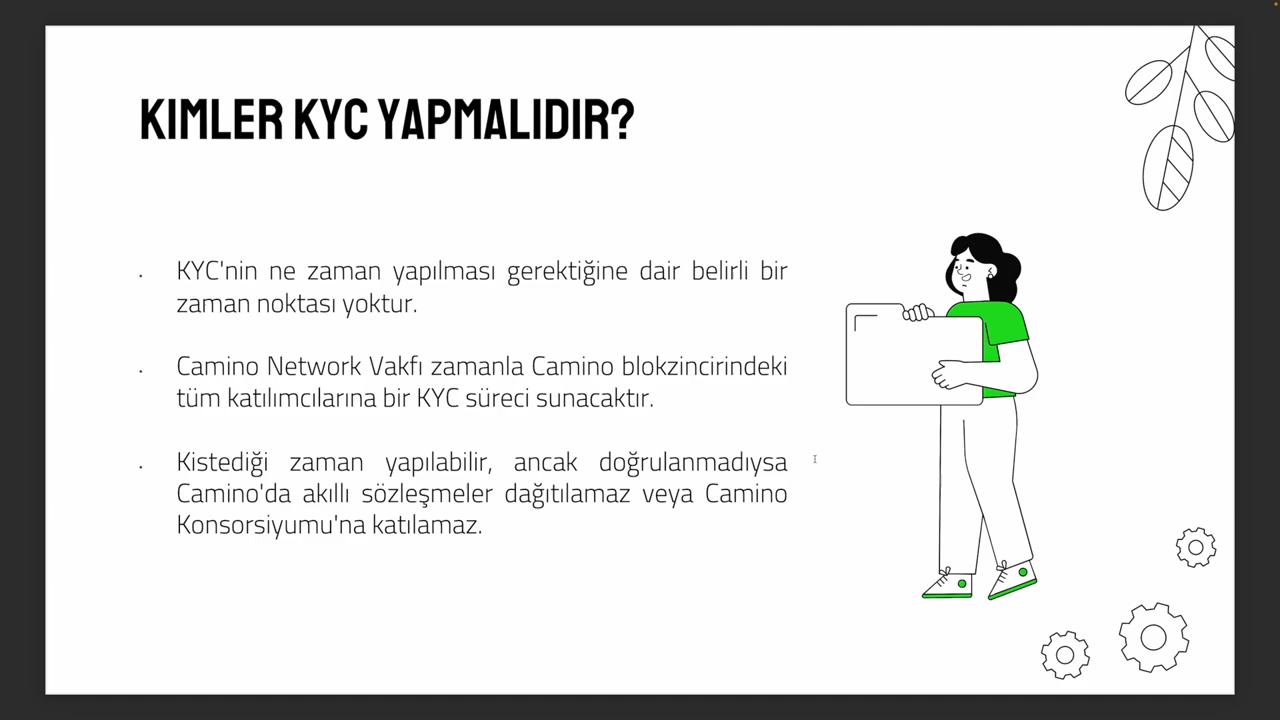 KIMLER KYC YAPMALIDIR?
KYC'nin ne zaman yapılması gerektiğine dair belirli bir
zaman noktası yoktur.
Camino Network Vakfı zamanla Camino blokzincirindeki
tüm katılımcılarına bir KYC süreci sunacaktır.
Kistediği zaman yapılabilir, ancak doğrulanmadıysa
Camino'da akıllı sözleşmeler dağıtılamaz veya Camino
Konsorsiyumu'na katılamaz.